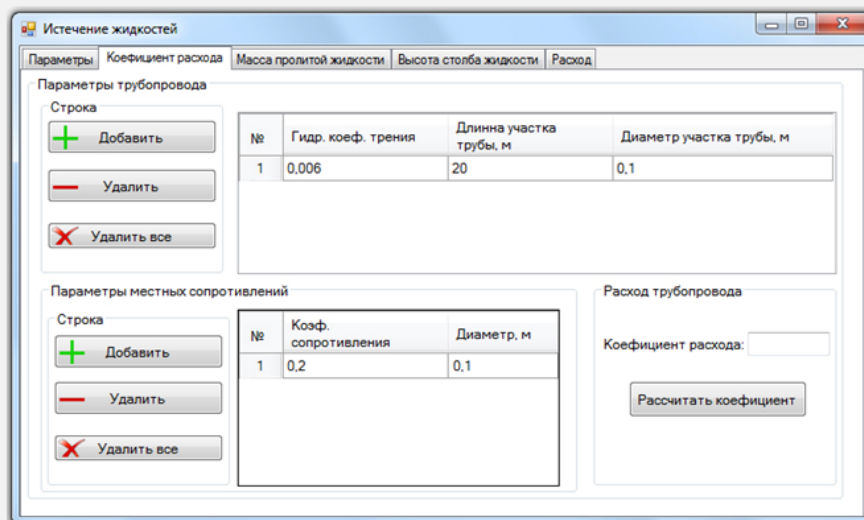 Истечение жидкостей
Параметры Коефициент расхода Масса пролитой жидкости Высота столба жидкости Расход
Параметры трубопровода
Строка
Добавить
Удалить
Удалить все
№ Гидр. коеф. трения Длинна участка трубы, м Диаметр участка трубы, м
1 0,006 20 0,1
Параметры местных сопротивлений
Строка
Добавить
Удалить
Удалить все
№ Коэф. сопротивления Диаметр, м
1 0,2 0,1
Расход трубопровода
Коефициент расхода:
Рассчитать коефициент